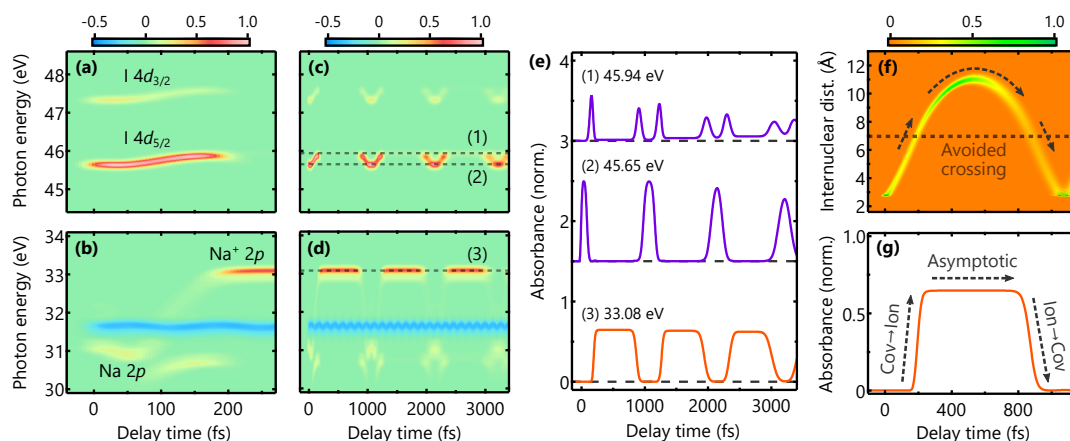 -0.5 0 0.5 1.0
(a)
I 4d3/2
I 4d5/2
48
47
46
45
Photon energy (eV)
(b)
Na+ 2p
Na 2p
34
33
32
31
30
Photon energy (eV)
0 100 200
Delay time (fs)
-0.5 0 0.5 1.0
(c)
(1)
(2)
(d)
(3)
0 1000 2000 3000
Delay time (fs)
(e)
(1) 45.94 eV
(2) 45.65 eV
(3) 33.08 eV
4
3
2
1
0
Absorbance (norm.)
0 1000 2000 3000
Delay time (fs)
0 1.0
(f)
Avoided
crossing
12
10
8
6
4
2
Internuclear dist. (Å)
(g)
Asymptotic
Cov→Ion
Ion→Cov
1.0
0.5
0
Absorbance (norm.)
0 400 800
Delay time (fs)